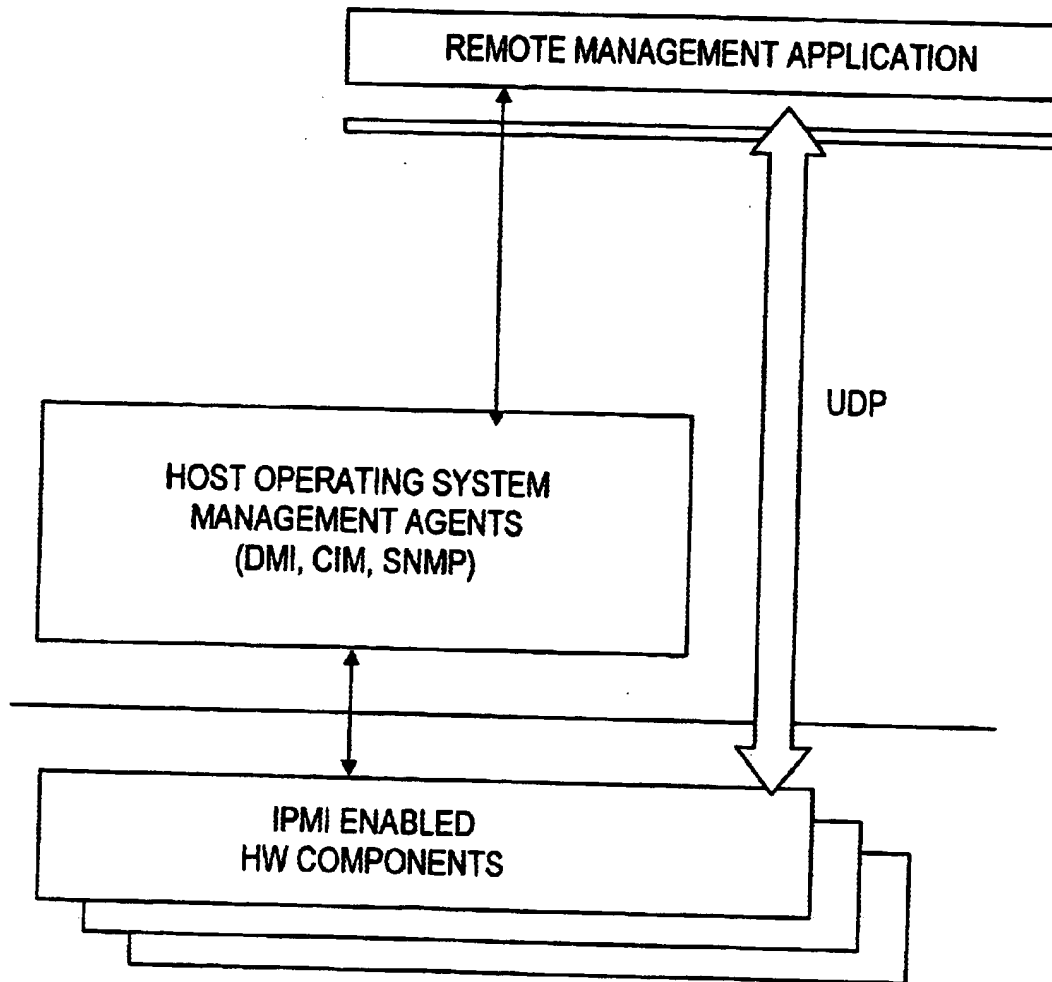 REMOTE MANAGEMENT APPLICATION
UDP
HOST OPERATING SYSTEM
MANAGEMENT AGENTS
(DMI, CIM, SNMP)
IPMI ENABLED
HW COMPONENTS